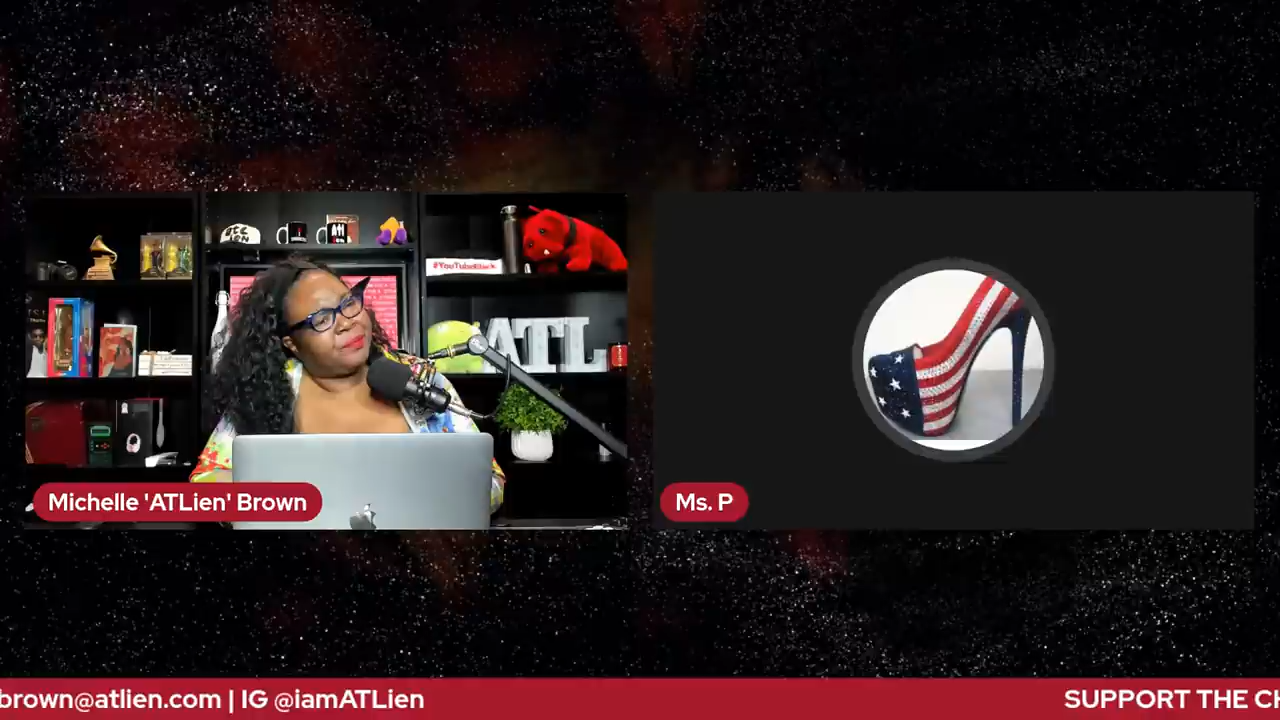 #YouTubeBlack
ATL
Michelle 'ATLien' Brown
Ms. P
brown@atlien.com | IG @iamATLien
SUPPORT THE CH